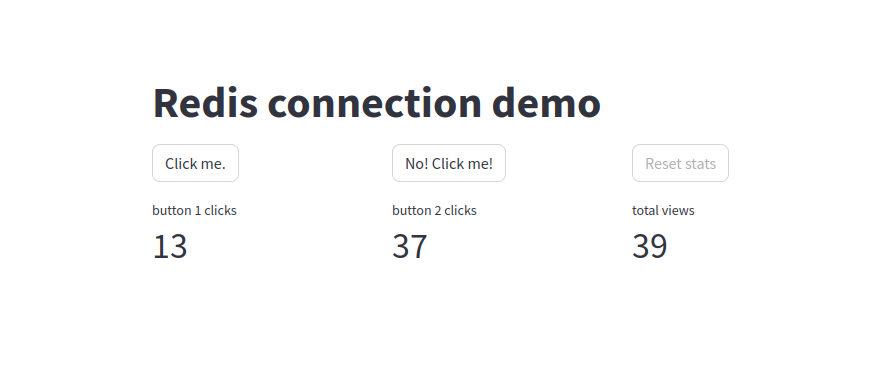 Redis connection demo
Click me.
No! Click me!
Reset stats
button 1 clicks
button 2 clicks
total views
13
37
39